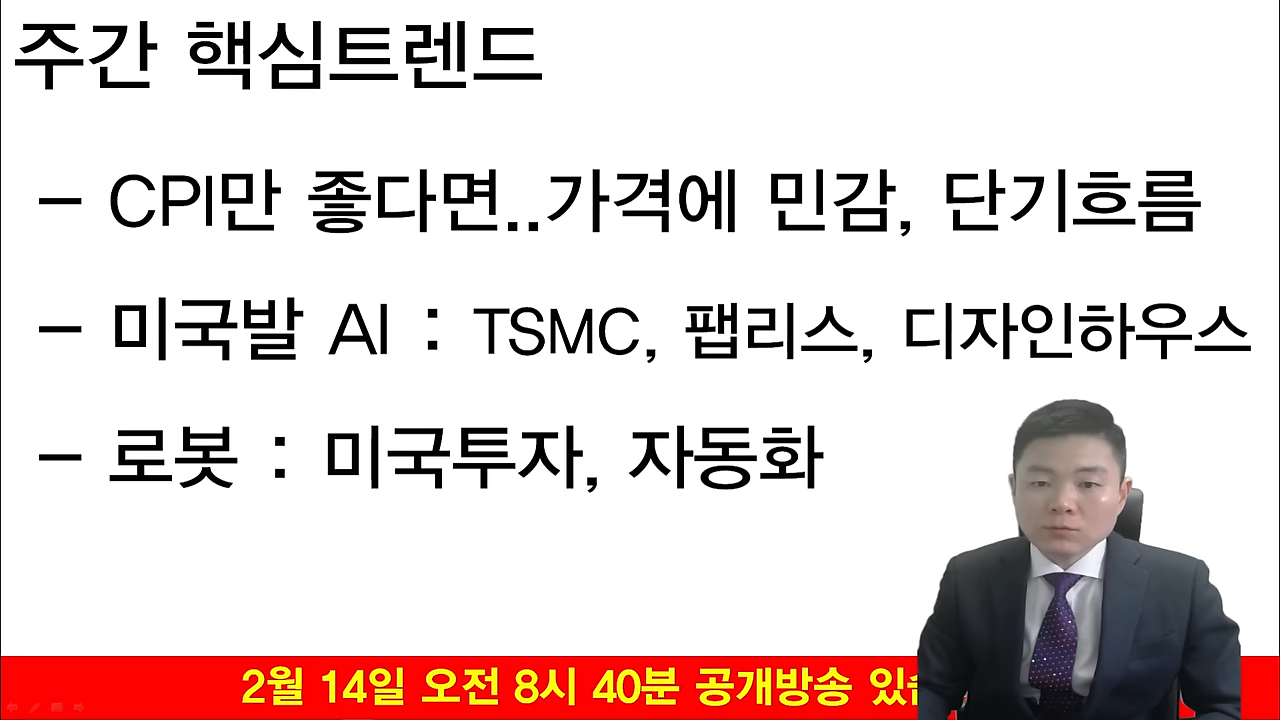 주간 핵심트렌드
- CPI만 좋다면..가격에 민감, 단기흐름
- 미국발 AI : TSMC, 팹리스, 디자인하우스
- 로봇 : 미국투자, 자동화
2월 14일 오전 8시 40분 공개방송